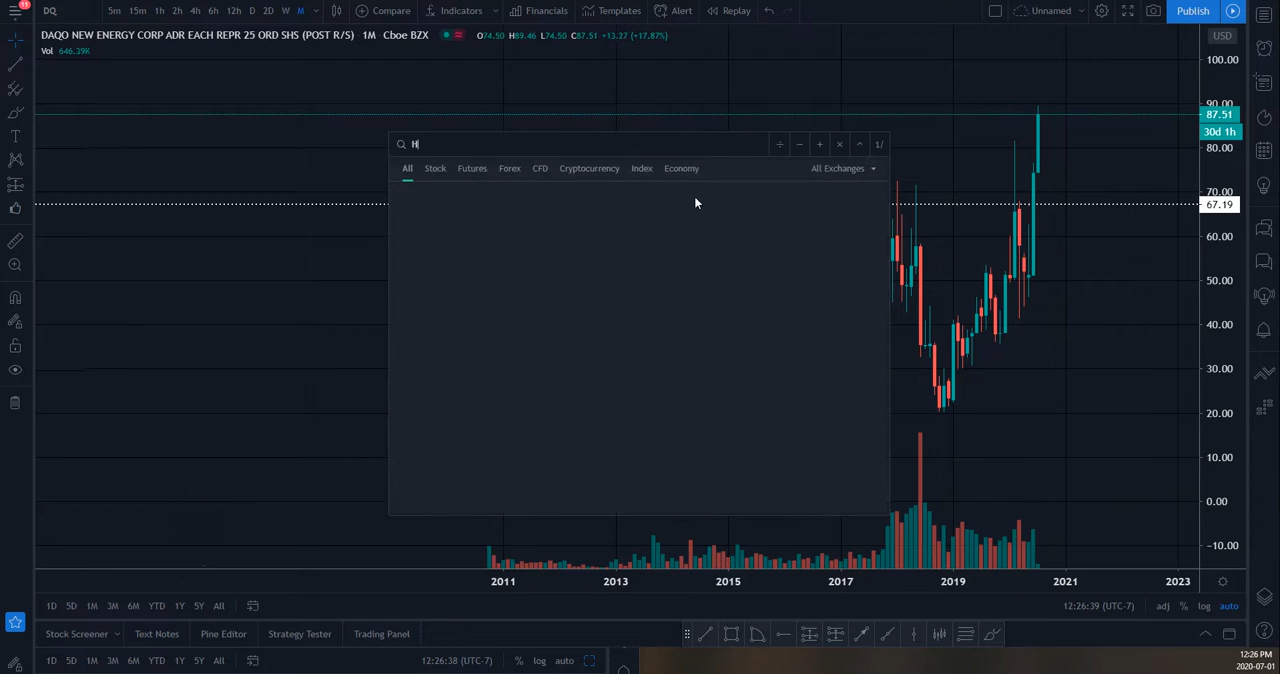 11
DQ 5m 15m 1h 2h 4h 6h 12h D 2D W M Compare Indicators Financials Templates Alert Replay Unnamed Publish
DAQO NEW ENERGY CORP ADR EACH REPR 25 ORD SHS (POST R/S) • 1M • Cboe BZX O74.50 H89.46 L74.50 C87.51 +13.27 (+17.87%) USD
Vol 646.39K
100.00
90.00
87.51
30d 1h
80.00
70.00
67.19
60.00
50.00
40.00
30.00
20.00
10.00
0.00
−10.00
H ÷ − + × ^ 1/
All Stock Futures Forex CFD Cryptocurrency Index Economy All Exchanges
2011 2013 2015 2017 2019 2021 2023
1D 5D 1M 3M 6M YTD 1Y 5Y All 12:26:39 (UTC-7) adj % log auto
Stock Screener Text Notes Pine Editor Strategy Tester Trading Panel
1D 5D 1M 3M 6M YTD 1Y 5Y All 12:26:38 (UTC-7) % log auto
12:26 PM
2020-07-01